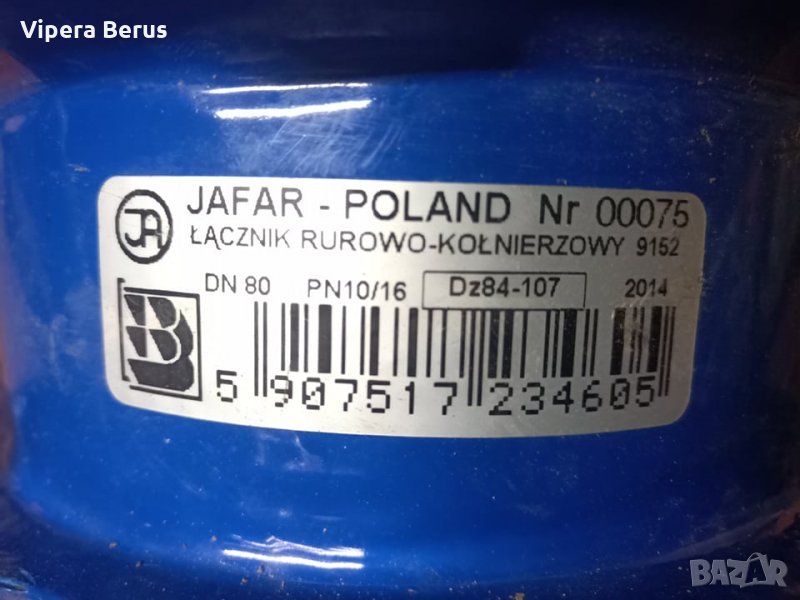 Vipera Berus
JAFAR - POLAND Nr 00075
ŁĄCZNIK RUROWO-KOŁNIERZOWY 9152
DN 80 PN10/16 Dz84-107 2014
5 907517 234605
BAZAR